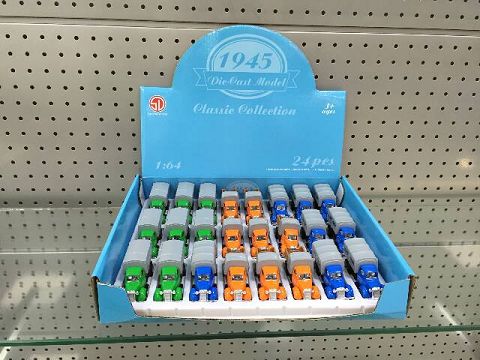 1945
Die-Cast Model
Classic Collection
3+
ages
1:64
24 pcs